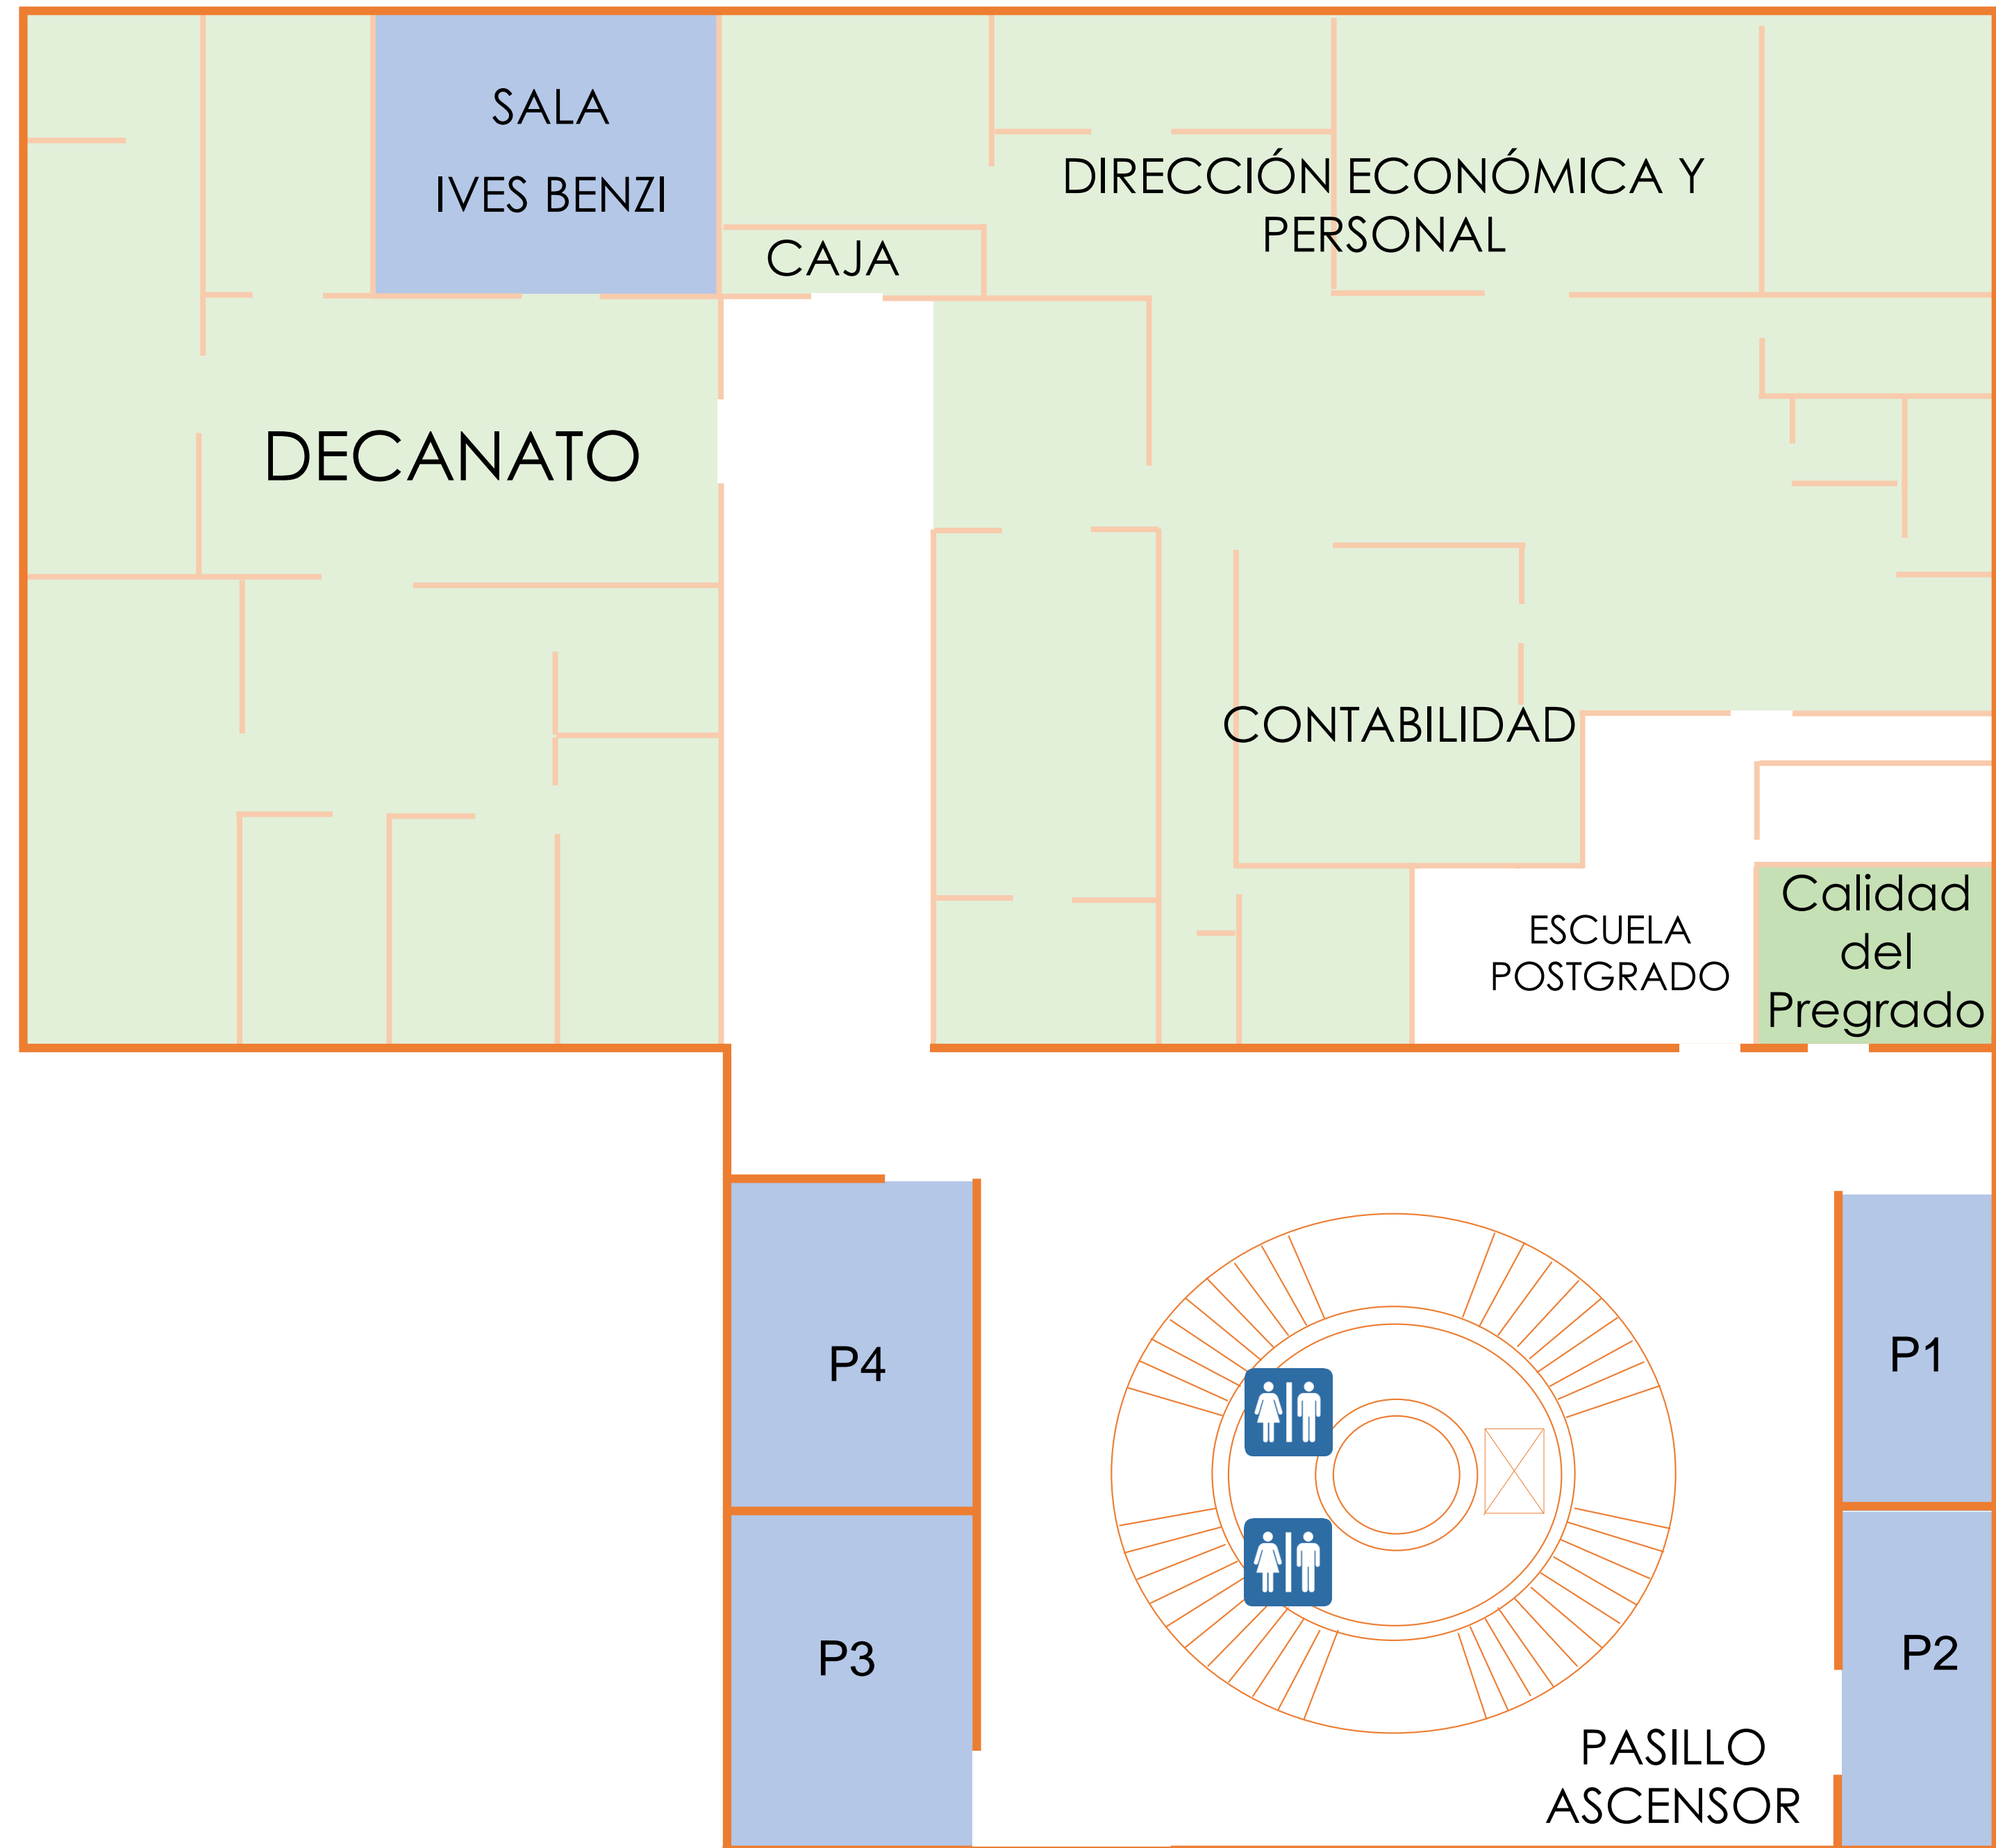 SALA
IVES BENZI
CAJA
DIRECCIÓN ECONÓMICA Y
PERSONAL
DECANATO
CONTABILIDAD
ESCUELA
POSTGRADO
Calidad
del
Pregrado
P4
P1
P3
P2
PASILLO
ASCENSOR